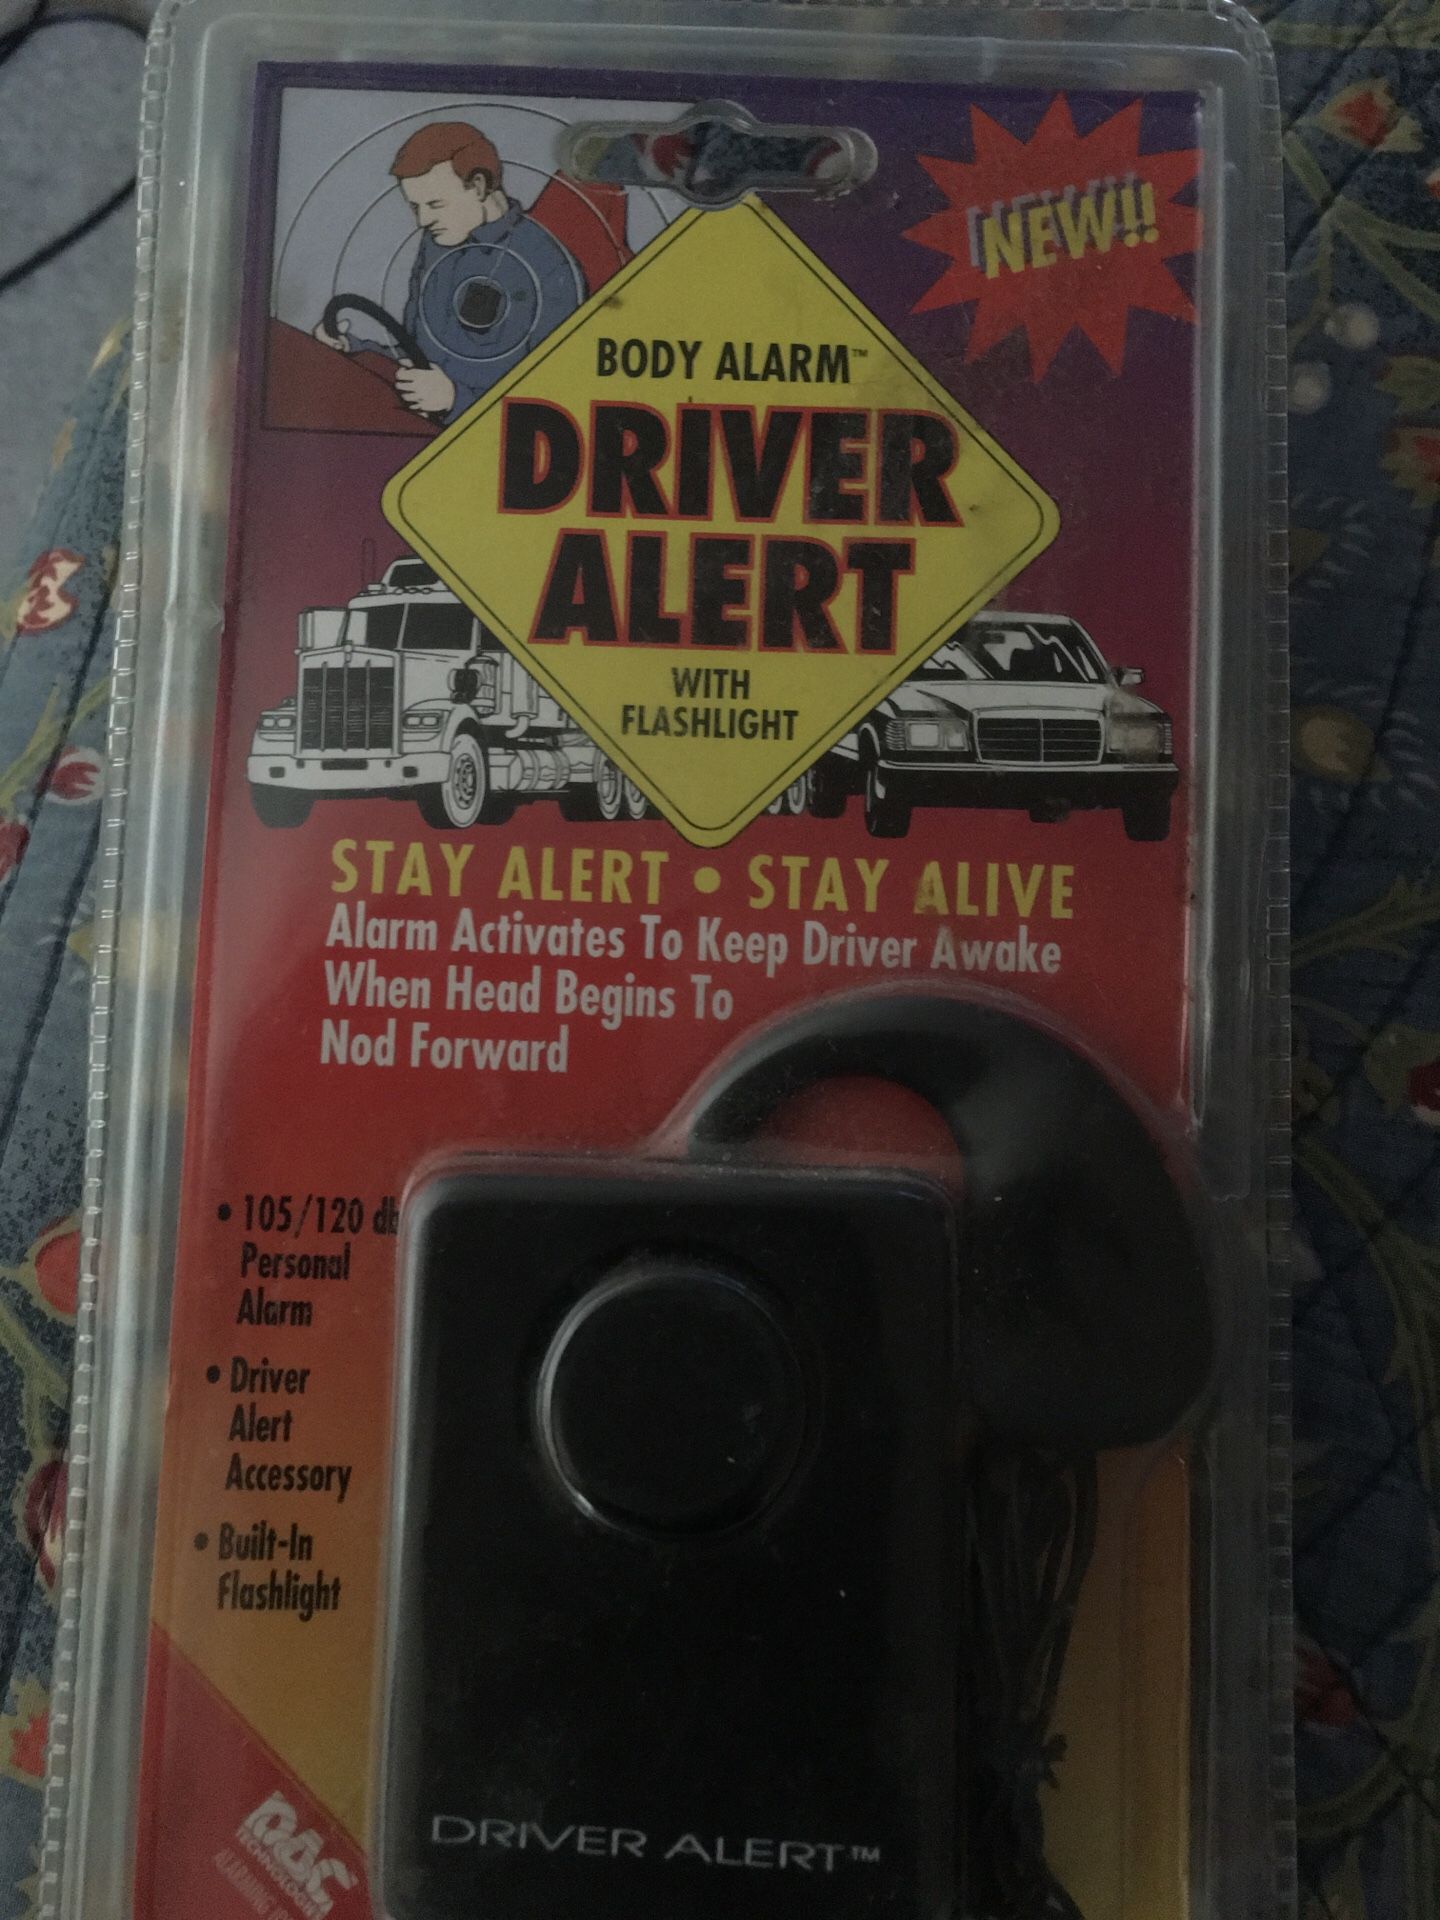 NEW!!
BODY ALARM™
DRIVER
ALERT
WITH
FLASHLIGHT
STAY ALERT • STAY ALIVE
Alarm Activates To Keep Driver Awake
When Head Begins To
Nod Forward
• 105/120 db
Personal
Alarm
• Driver
Alert
Accessory
• Built-In
Flashlight
DRIVER ALERT™